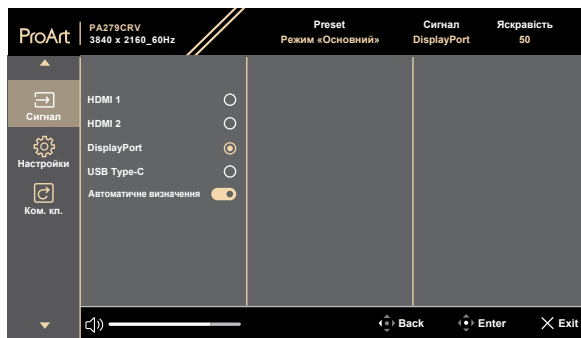 ProArt
PA279CRV
3840 x 2160_60Hz
Preset
Режим «Основний»
Сигнал
DisplayPort
Яскравість
50
Сигнал
Настройки
Ком. кл.
HDMI 1
HDMI 2
DisplayPort
USB Type-C
Автоматичне визначення
Back
Enter
Exit